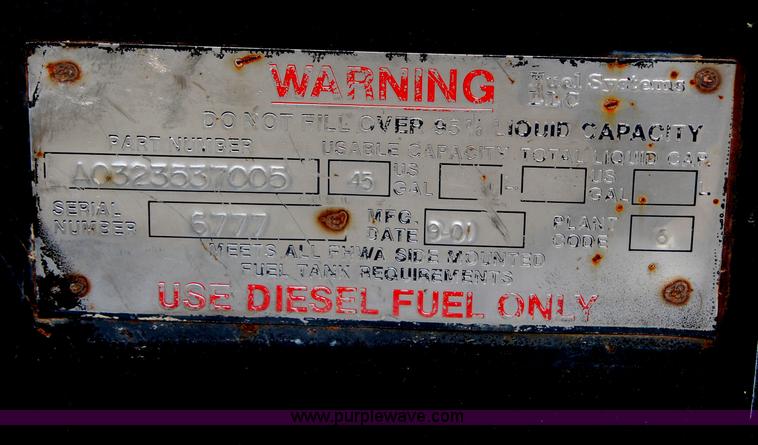 WARNING
Fuel Systems
LLC
DO NOT FILL OVER 95% LIQUID CAPACITY
PART NUMBER USABLE CAPACITY TOTAL LIQUID CAP.
A0323537005 45 US GAL L US GAL L
SERIAL NUMBER 6777 MFG. DATE 9-00 PLANT CODE 6
MEETS ALL FHWA SIDE MOUNTED
FUEL TANK REQUIREMENTS
USE DIESEL FUEL ONLY
www.purplewave.com